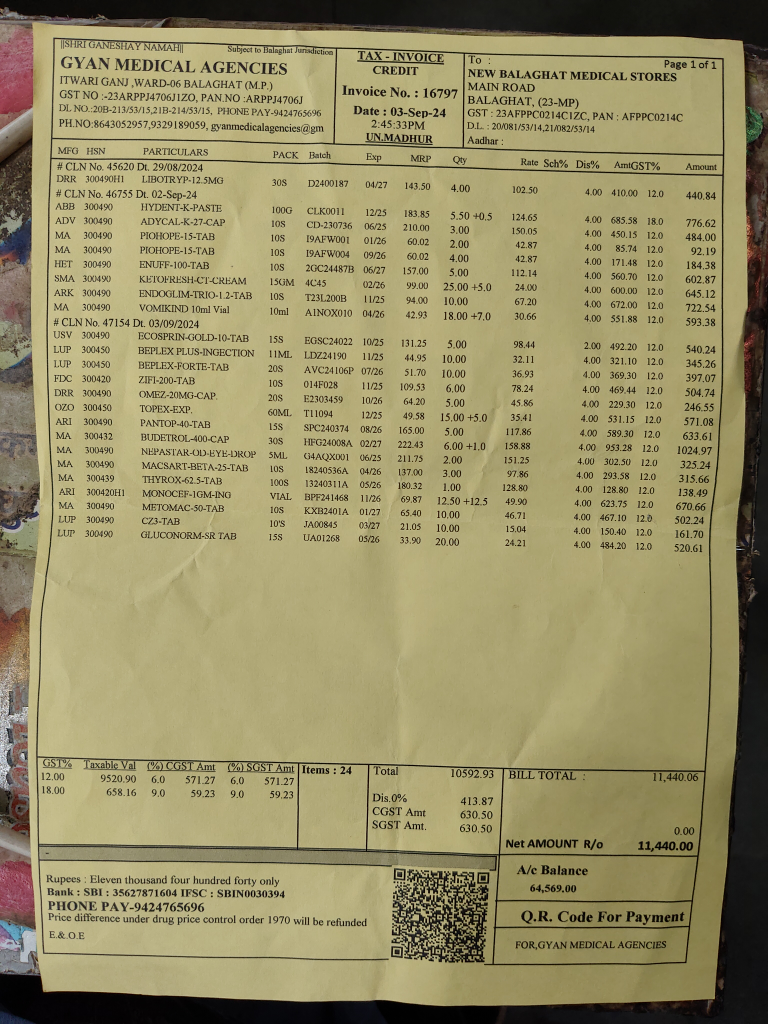 ||SHRI GANESHAY NAMAH|| Subject to Balaghat Jurisdiction
GYAN MEDICAL AGENCIES
ITWARI GANJ ,WARD-06 BALAGHAT (M.P.)
GST NO :-23ARPPJ4706J1ZO, PAN.NO :ARPPJ4706J
DL NO.:20B-213/53/15,21B-214/53/15, PHONE PAY-9424765696
PH.NO:8643052957,9329189059, gyanmedicalagencies@gm
TAX - INVOICE
CREDIT
Invoice No. : 16797
Date : 03-Sep-24
2:45:33PM
UN.MADHUR
To : Page 1 of 1
NEW BALAGHAT MEDICAL STORES
MAIN ROAD
BALAGHAT, (23-MP)
GST : 23AFPPC0214C1ZC, PAN : AFPPC0214C
D.L. : 20/081/53/14,21/082/53/14
Aadhar :
MFG HSN PARTICULARS PACK Batch Exp MRP Qty Rate Sch% Dis% AmtGST% Amount
# CLN No. 45620 Dt. 29/08/2024
DRR 300490H1 LIBOTRYP-12.5MG 30S D2400187 04/27 143.50 4.00 102.50 4.00 410.00 12.0 440.84
# CLN No. 46755 Dt. 02-Sep-24
ABB 300490 HYDENT-K-PASTE 100G CLK0011 12/25 183.85 5.50 +0.5 124.65 4.00 685.58 18.0 776.62
ADV 300490 ADYCAL-K-27-CAP 10S CD-230736 06/25 210.00 3.00 150.05 4.00 450.15 12.0 484.00
MA 300490 PIOHOPE-15-TAB 10S I9AFW001 01/26 60.02 2.00 42.87 4.00 85.74 12.0 92.19
MA 300490 PIOHOPE-15-TAB 10S I9AFW004 09/26 60.02 4.00 42.87 4.00 171.48 12.0 184.38
HET 300490 ENUFF-100-TAB 10S 2GC24487B 06/27 157.00 5.00 112.14 4.00 560.70 12.0 602.87
SMA 300490 KETOFRESH-CT-CREAM 15GM 4C45 02/26 99.00 25.00 +5.0 24.00 4.00 600.00 12.0 645.12
ARK 300490 ENDOGLIM-TRIO-1.2-TAB 10S T23L200B 11/25 94.00 10.00 67.20 4.00 672.00 12.0 722.54
MA 300490 VOMIKIND 10ml Vial 10ml A1NOX010 04/26 42.93 18.00 +7.0 30.66 4.00 551.88 12.0 593.38
# CLN No. 47154 Dt. 03/09/2024
USV 300490 ECOSPRIN-GOLD-10-TAB 15S EGSC24022 10/25 131.25 5.00 98.44 2.00 492.20 12.0 540.24
LUP 300450 BEPLEX PLUS-INGECTION 11ML LDZ24190 11/25 44.95 10.00 32.11 4.00 321.10 12.0 345.26
LUP 300450 BEPLEX-FORTE-TAB 20S AVC24106P 07/26 51.70 10.00 36.93 4.00 369.30 12.0 397.07
FDC 300420 ZIFI-200-TAB 10S 014F028 11/25 109.53 6.00 78.24 4.00 469.44 12.0 504.74
DRR 300490 OMEZ-20MG-CAP. 20S E2303459 10/26 64.20 5.00 45.86 4.00 229.30 12.0 246.55
OZO 300450 TOPEX-EXP. 60ML T11094 12/25 49.58 15.00 +5.0 35.41 4.00 531.15 12.0 571.08
ARI 300490 PANTOP-40-TAB 15S SPC240374 08/26 165.00 5.00 117.86 4.00 589.30 12.0 633.61
MA 300432 BUDETROL-400-CAP 30S HFG24008A 02/27 222.43 6.00 +1.0 158.88 4.00 953.28 12.0 1024.97
MA 300490 NEPASTAR-OD-EYE-DROP 5ML G4AQX001 06/25 211.75 2.00 151.25 4.00 302.50 12.0 325.24
MA 300490 MACSART-BETA-25-TAB 10S 18240536A 04/26 137.00 3.00 97.86 4.00 293.58 12.0 315.66
MA 300439 THYROX-62.5-TAB 100S 13240311A 05/26 180.32 1.00 128.80 4.00 128.80 12.0 138.49
ARI 300420H1 MONOCEF-1GM-ING VIAL BPF241468 11/26 69.87 12.50 +12.5 49.90 4.00 623.75 12.0 670.66
MA 300490 METOMAC-50-TAB 10S KXB2401A 01/27 65.40 10.00 46.71 4.00 467.10 12.0 502.24
LUP 300490 CZ3-TAB 10'S JA00845 03/27 21.05 10.00 15.04 4.00 150.40 12.0 161.70
LUP 300490 GLUCONORM-SR TAB 15S UA01268 05/26 33.90 20.00 24.21 4.00 484.20 12.0 520.61
GST% Taxable Val (%) CGST Amt (%) SGST Amt
12.00 9520.90 6.0 571.27 6.0 571.27
18.00 658.16 9.0 59.23 9.0 59.23
Items : 24
Total 10592.93
Dis.0% 413.87
CGST Amt 630.50
SGST Amt. 630.50
BILL TOTAL : 11,440.06
0.00
Net AMOUNT R/o 11,440.00
Rupees : Eleven thousand four hundred forty only
Bank : SBI : 35627871604 IFSC : SBIN0030394
PHONE PAY-9424765696
Price difference under drug price control order 1970 will be refunded
E.&.O.E
A/c Balance
64,569.00
Q.R. Code For Payment
FOR,GYAN MEDICAL AGENCIES